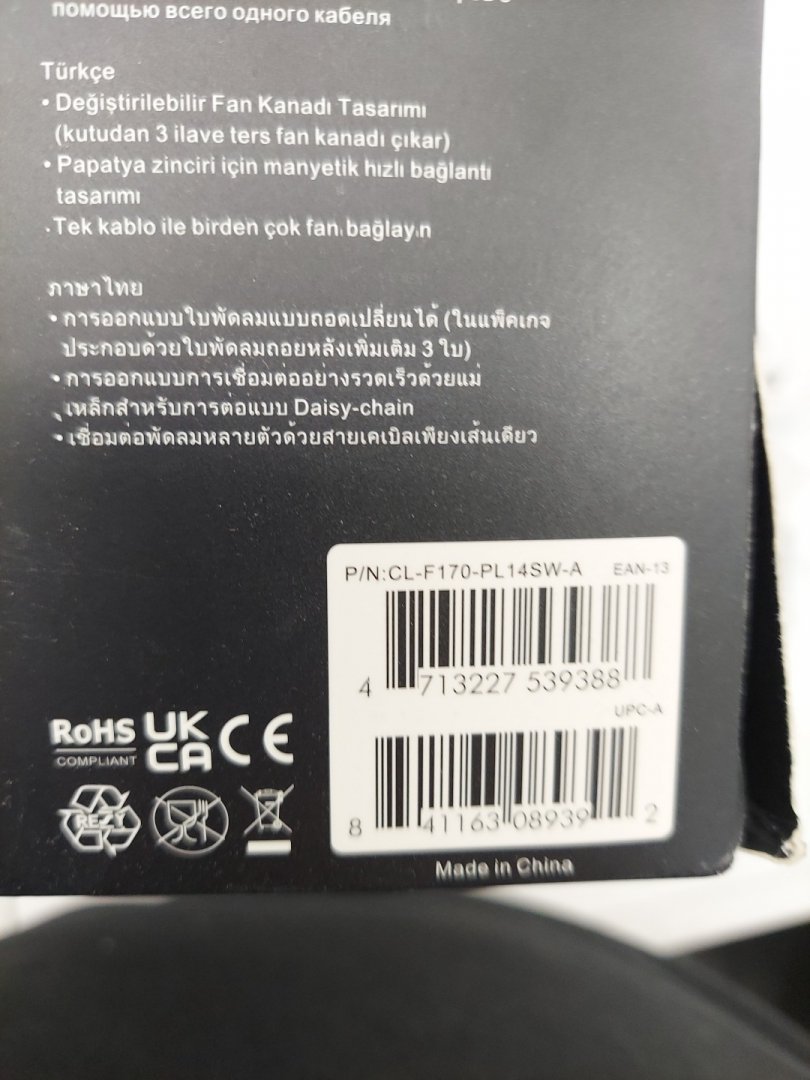 помощью всего одного кабеля
Türkçe
• Değiştirilebilir Fan Kanadı Tasarımı
(kutudan 3 ilave ters fan kanadı çıkar)
• Papatya zinciri için manyetik hızlı bağlantı
tasarımı
• Tek kablo ile birden çok fanı bağlayın
ภาษาไทย
• การออกแบบใบพัดลมแบบถอดเปลี่ยนได้ (ในแพ็คเกจ
ประกอบด้วยใบพัดลมถอยหลังเพิ่มเติม 3 ใบ)
• การออกแบบการเชื่อมต่ออย่างรวดเร็วด้วยแม่
เหล็กสำหรับการต่อแบบ Daisy-chain
• เชื่อมต่อพัดลมหลายตัวด้วยสายเคเบิลเพียงเส้นเดียว
P/N:CL-F170-PL14SW-A EAN-13
4 713227 539388
UPC-A
8 41163 08939 2
RoHS
COMPLIANT
UK
CA
CE
REZY
Made in China